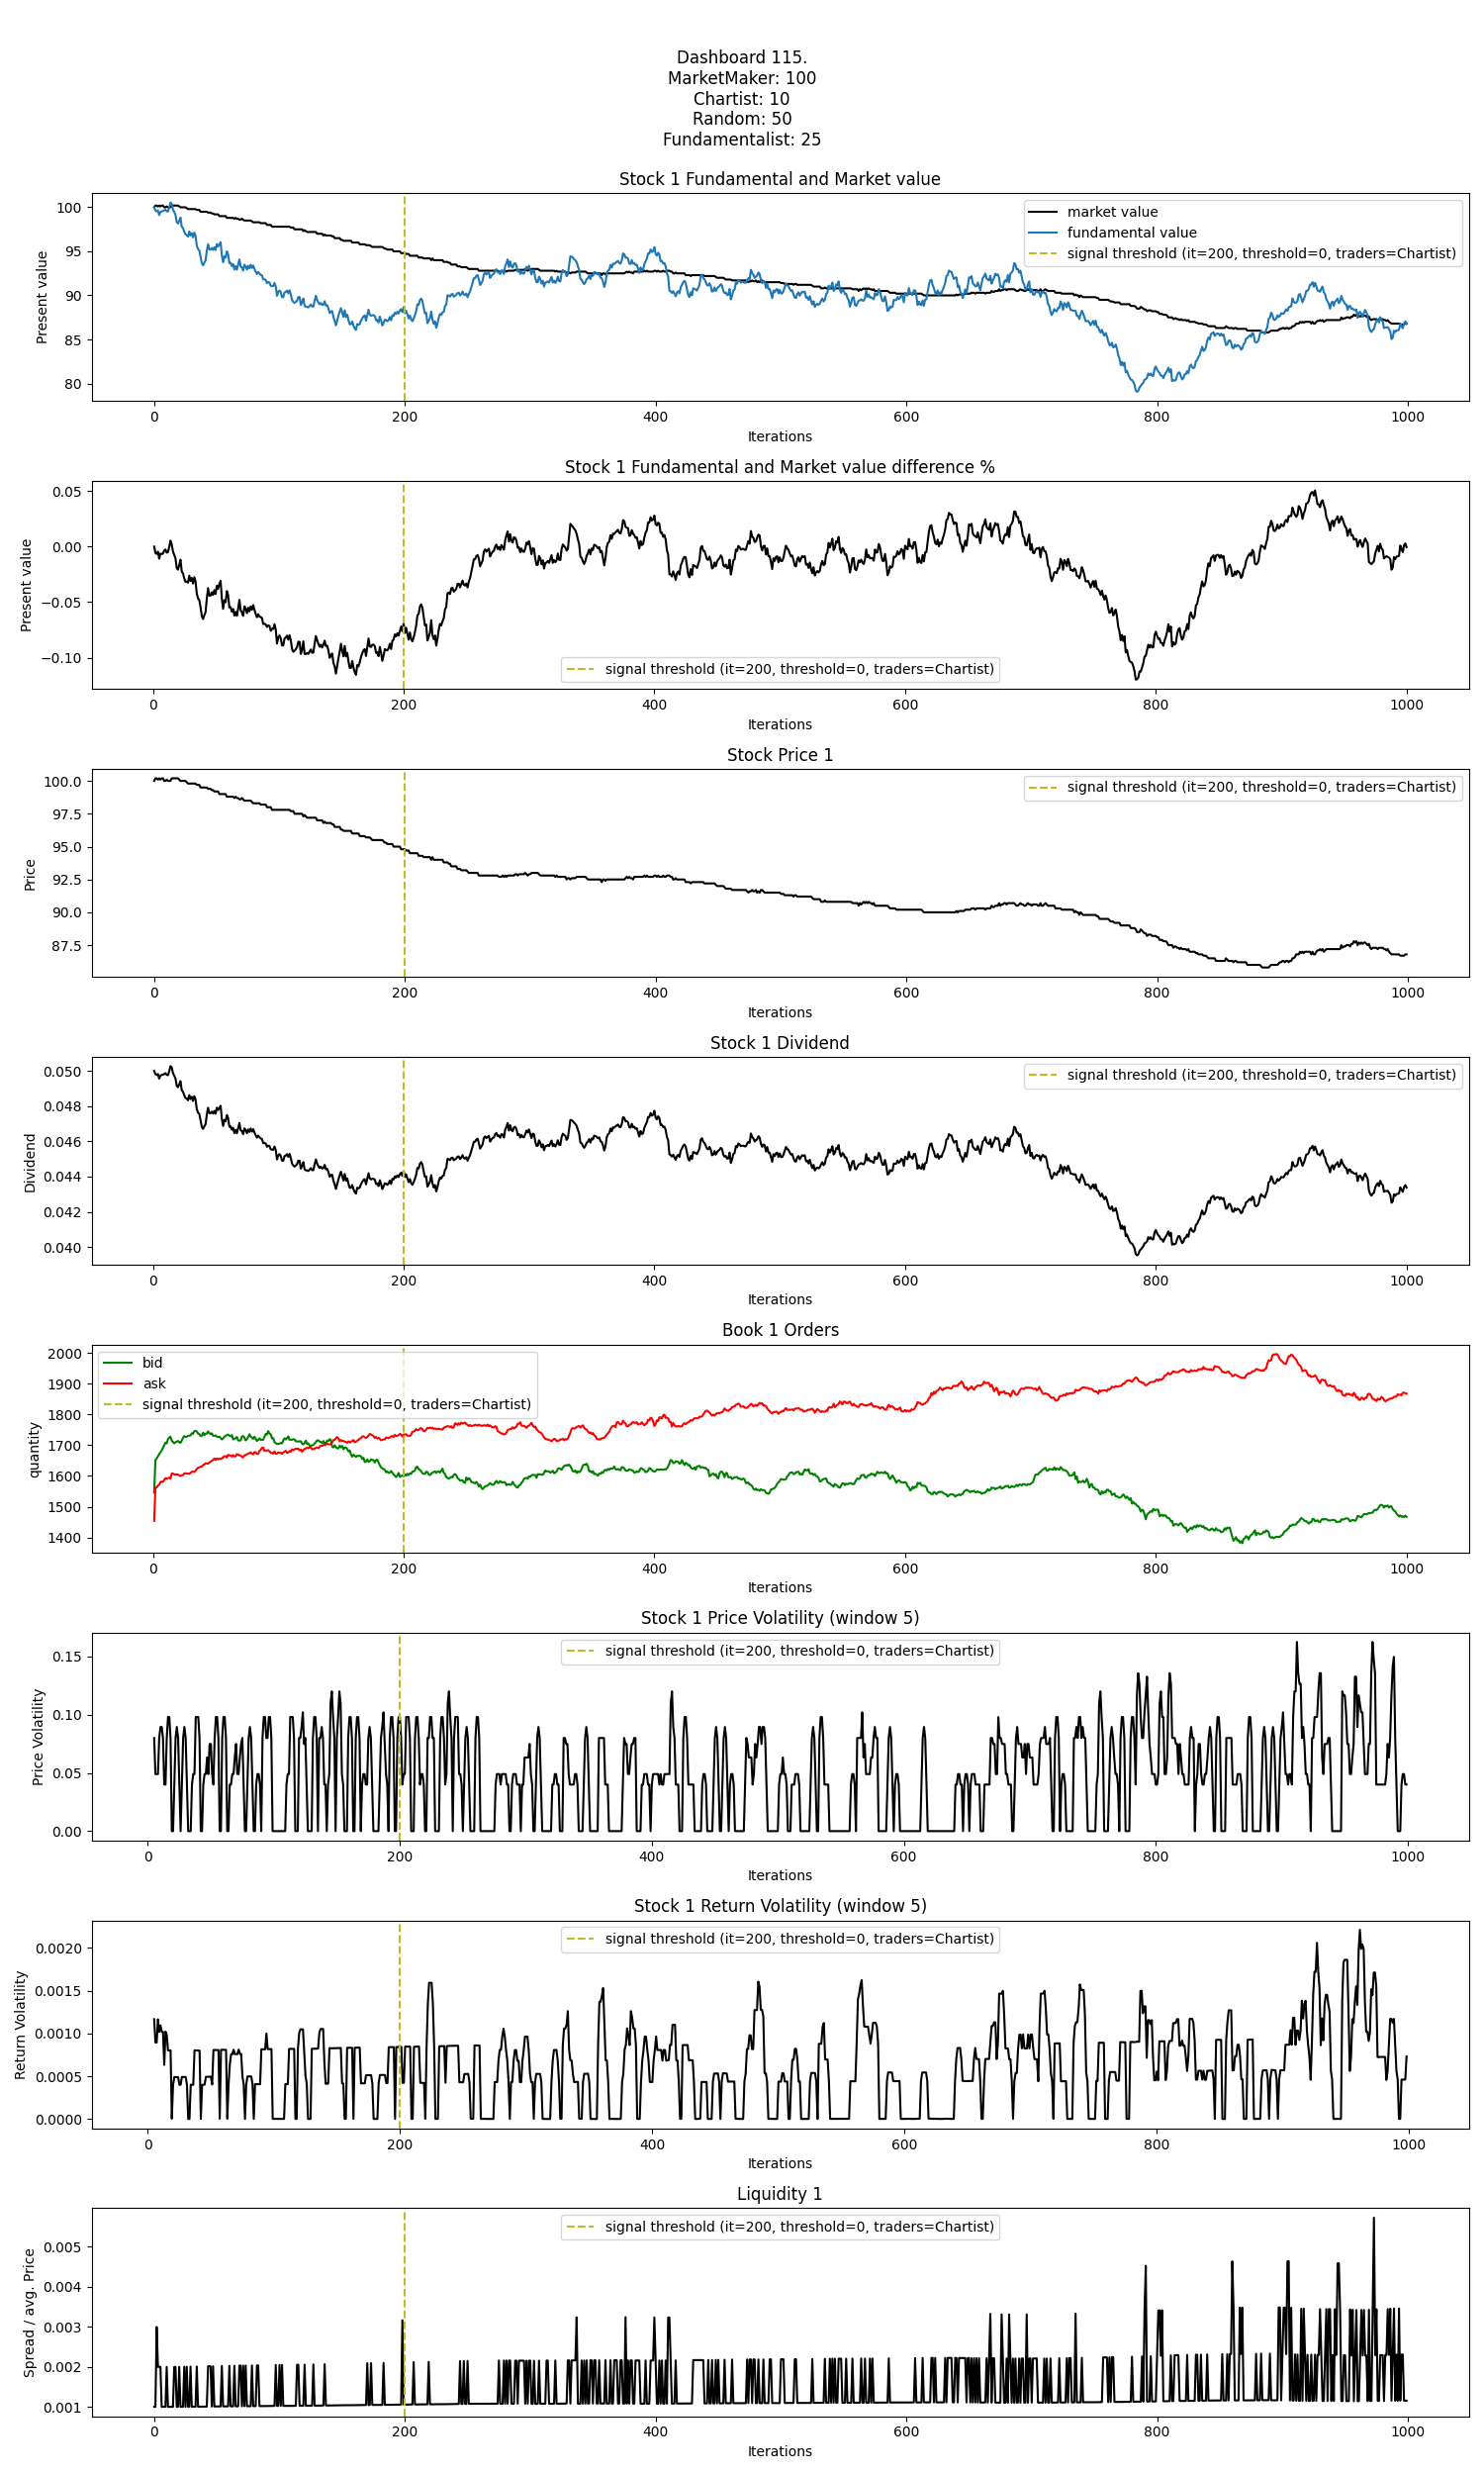 Dashboard 115.
MarketMaker: 100
Chartist: 10
Random: 50
Fundamentalist: 25
Stock 1 Fundamental and Market value
Present value
100
95
90
85
80
market value
fundamental value
signal threshold (it=200, threshold=0, traders=Chartist)
0 200 400 600 800 1000
Iterations
Stock 1 Fundamental and Market value difference %
Present value
0.05
0.00
−0.05
−0.10
signal threshold (it=200, threshold=0, traders=Chartist)
0 200 400 600 800 1000
Iterations
Stock Price 1
Price
100.0
97.5
95.0
92.5
90.0
87.5
signal threshold (it=200, threshold=0, traders=Chartist)
0 200 400 600 800 1000
Iterations
Stock 1 Dividend
Dividend
0.050
0.048
0.046
0.044
0.042
0.040
signal threshold (it=200, threshold=0, traders=Chartist)
0 200 400 600 800 1000
Iterations
Book 1 Orders
quantity
2000
1900
1800
1700
1600
1500
1400
bid
ask
signal threshold (it=200, threshold=0, traders=Chartist)
0 200 400 600 800 1000
Iterations
Stock 1 Price Volatility (window 5)
Price Volatility
0.15
0.10
0.05
0.00
signal threshold (it=200, threshold=0, traders=Chartist)
0 200 400 600 800 1000
Iterations
Stock 1 Return Volatility (window 5)
Return Volatility
0.0020
0.0015
0.0010
0.0005
0.0000
signal threshold (it=200, threshold=0, traders=Chartist)
0 200 400 600 800 1000
Iterations
Liquidity 1
Spread / avg. Price
0.005
0.004
0.003
0.002
0.001
signal threshold (it=200, threshold=0, traders=Chartist)
0 200 400 600 800 1000
Iterations